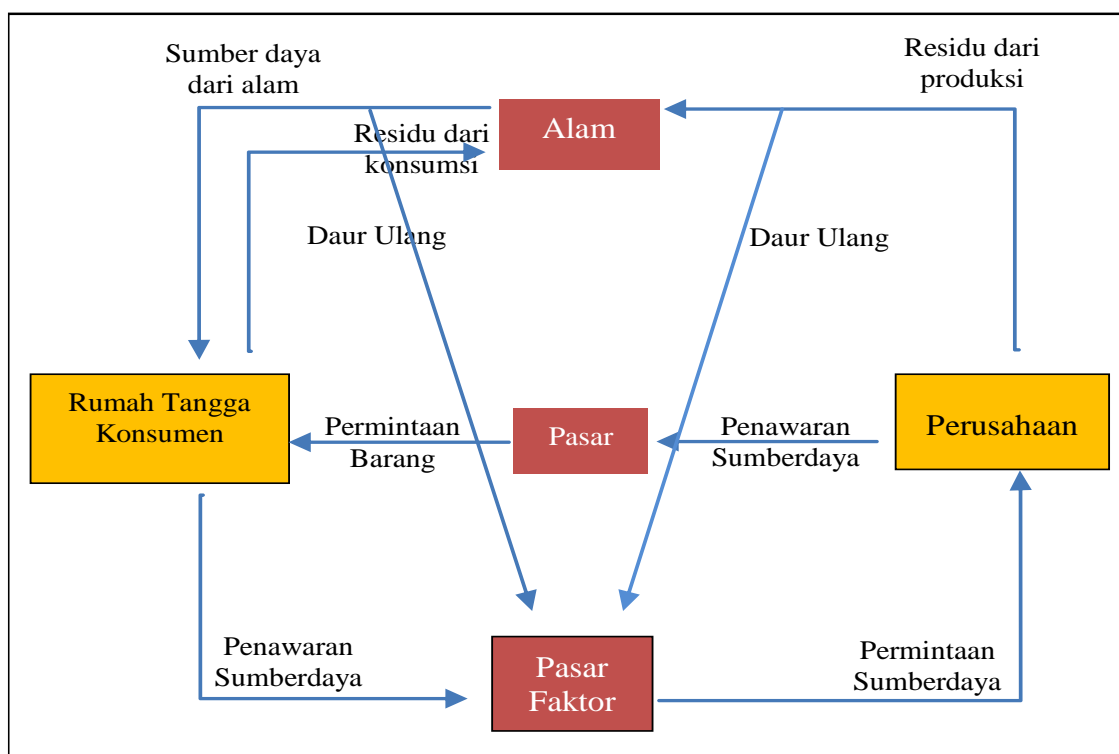 Sumber daya
dari alam
Residu dari
produksi
Alam
Residu dari
konsumsi
Daur Ulang
Daur Ulang
Rumah Tangga
Konsumen
Permintaan
Barang
Pasar
Penawaran
Sumberdaya
Perusahaan
Penawaran
Sumberdaya
Pasar
Faktor
Permintaan
Sumberdaya